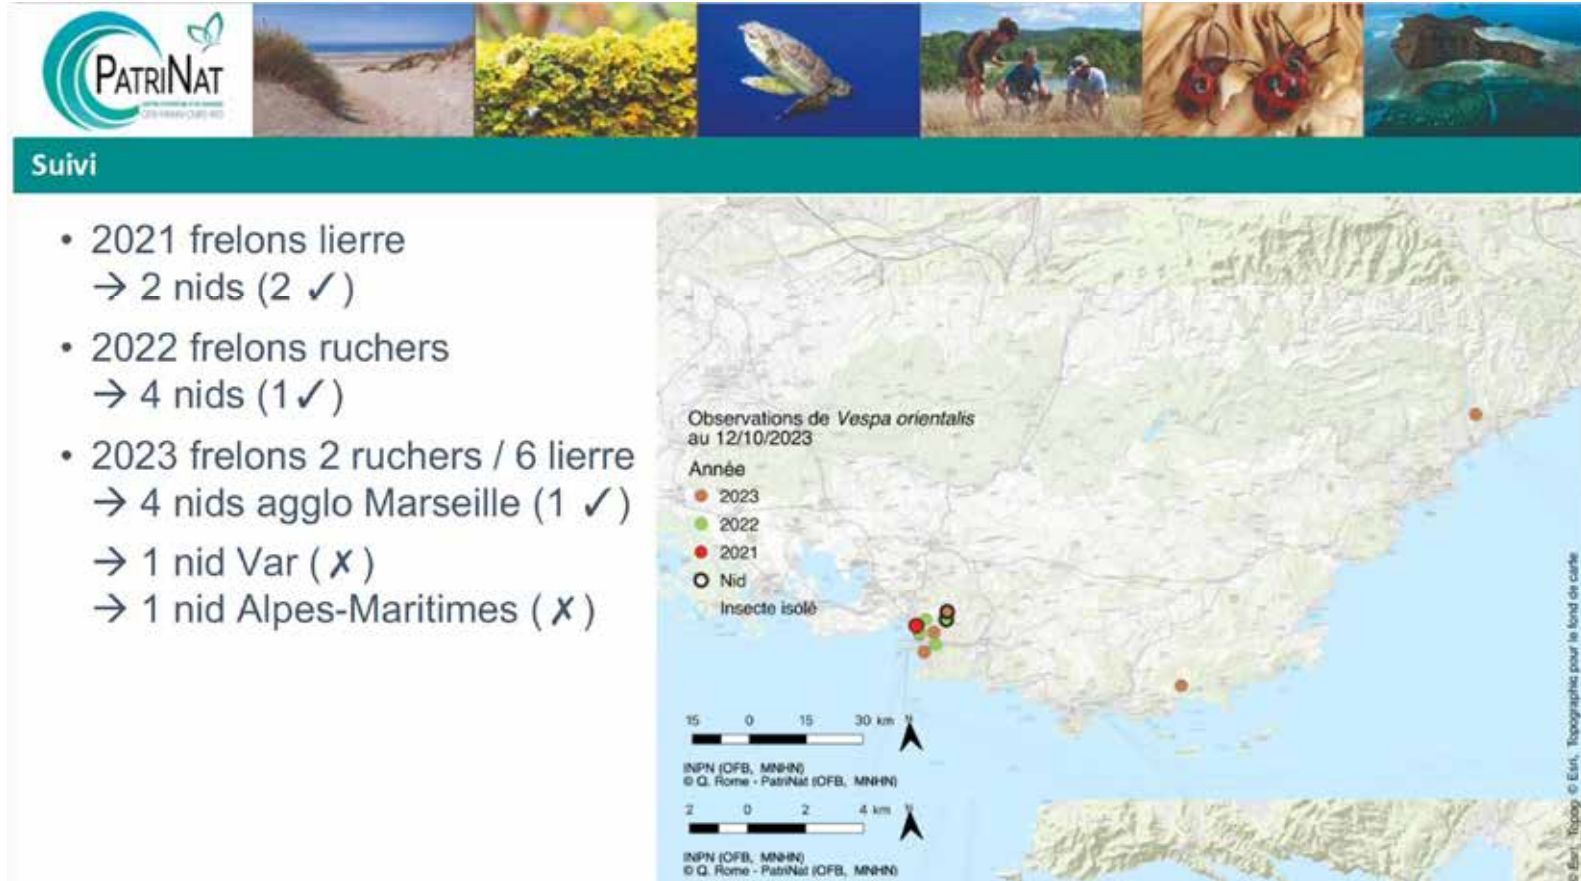 PATRINAT
Suivi
• 2021 frelons lierre
→ 2 nids (2 ✓)
• 2022 frelons ruchers
→ 4 nids (1✓)
• 2023 frelons 2 ruchers / 6 lierre
→ 4 nids agglo Marseille (1 ✓)
→ 1 nid Var (✗)
→ 1 nid Alpes-Maritimes (✗)
Observations de Vespa orientalis
au 12/10/2023
Année
2023
2022
2021
Nid
Insecte isolé
15 0 15 30 km N
INPN (OFB, MNHN)
© Q. Rome - PatriNat (OFB, MNHN)
2 0 2 4 km N
INPN (OFB, MNHN)
© Q. Rome - PatriNat (OFB, MNHN)
© Esri, Topog © Esri, Topographic pour le fond de carte